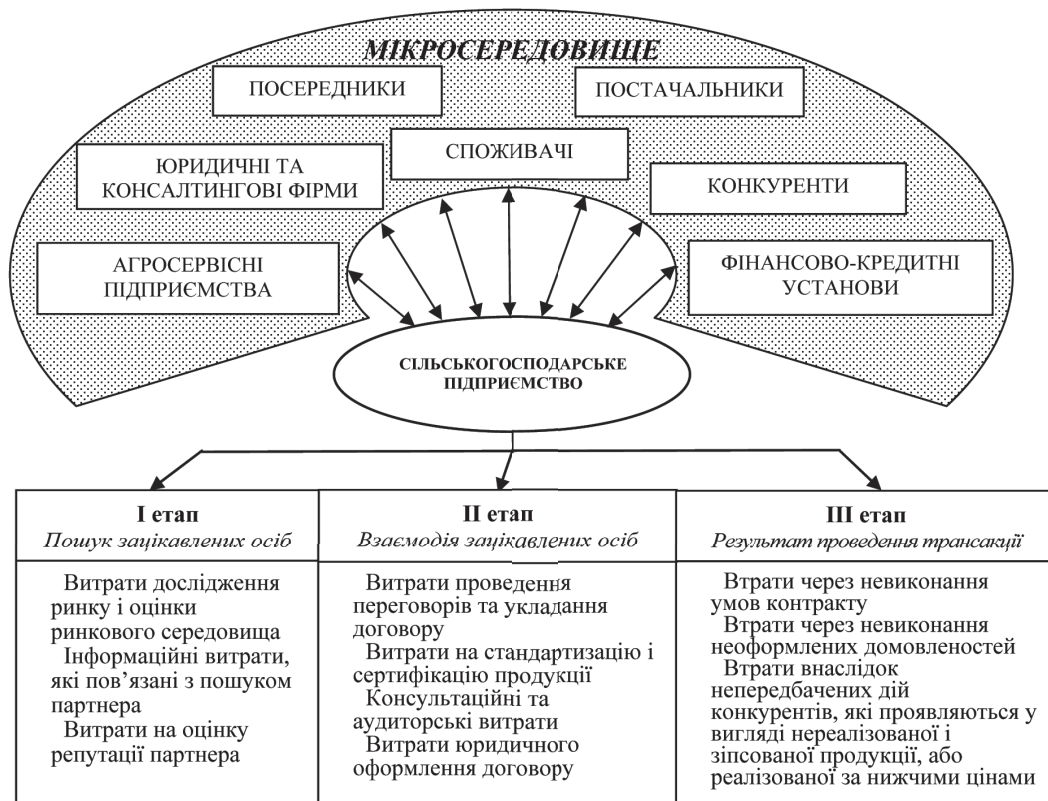 МІКРОСЕРЕДОВИЩЕ
ПОСЕРЕДНИКИ
ПОСТАЧАЛЬНИКИ
СПОЖИВАЧІ
ЮРИДИЧНІ ТА
КОНСАЛТИНГОВІ ФІРМИ
КОНКУРЕНТИ
АГРОСЕРВІСНІ
ПІДПРИЄМСТВА
ФІНАНСОВО-КРЕДИТНІ
УСТАНОВИ
СІЛЬСЬКОГОСПОДАРСЬКЕ
ПІДПРИЄМСТВО
І етап
Пошук зацікавлених осіб
Витрати дослідження
ринку і оцінки
ринкового середовища
Інформаційні витрати,
які пов’язані з пошуком
партнера
Витрати на оцінку
репутації партнера
ІІ етап
Взаємодія зацікавлених осіб
Витрати проведення
переговорів та укладання
договору
Витрати на стандартизацію і
сертифікацію продукції
Консультаційні та
аудиторські витрати
Витрати юридичного
оформлення договору
ІІІ етап
Результат проведення трансакції
Втрати через невиконання
умов контракту
Втрати через невиконання
неоформлених домовленостей
Втрати внаслідок
непередбачених дій
конкурентів, які проявляються у
вигляді нереалізованої і
зіпсованої продукції, або
реалізованої за нижчими цінами